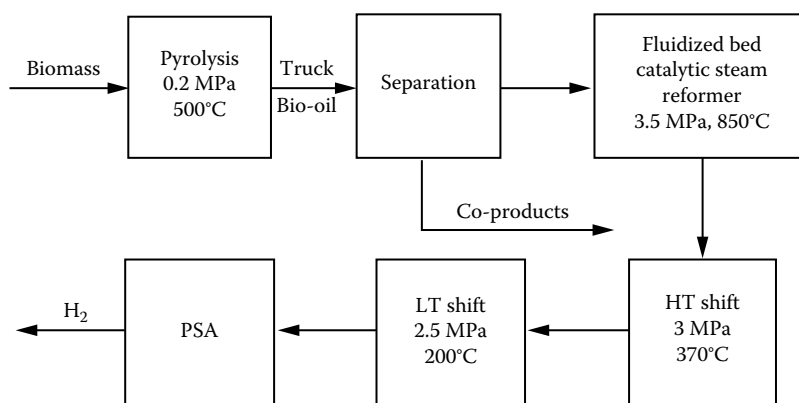 Biomass
Pyrolysis
0.2 MPa
500°C
Truck
Bio-oil
Separation
Fluidized bed
catalytic steam
reformer
3.5 MPa, 850°C
Co-products
H₂
PSA
LT shift
2.5 MPa
200°C
HT shift
3 MPa
370°C